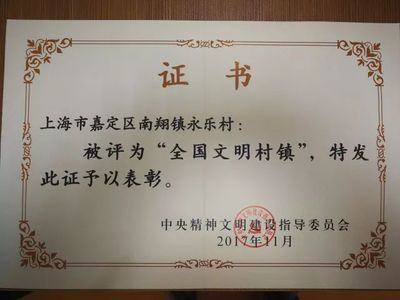 证书
上海市嘉定区南翔镇永乐村：
被评为“全国文明村镇”，特发
此证予以表彰。
中央精神文明建设指导委员会
2017年11月